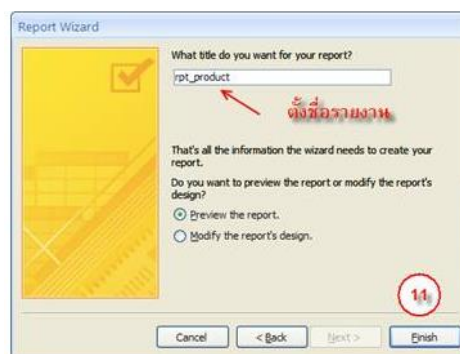 Report Wizard
What title do you want for your report?
rpt_product
ตั้งชื่อรายงาน
That's all the information the wizard needs to create your
report.
Do you want to preview the report or modify the report's
design?
Preview the report.
Modify the report's design.
11
Cancel
< Back
Next >
Finish